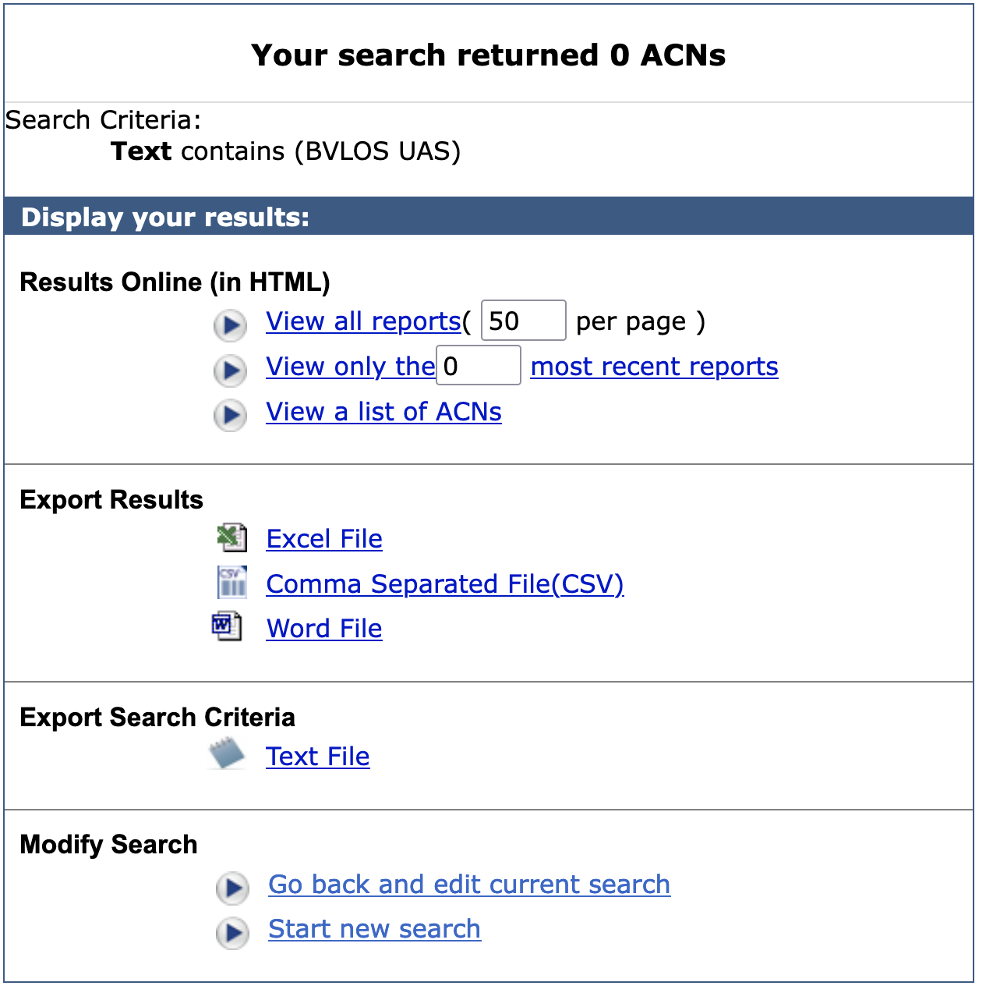 Your search returned 0 ACNs
Search Criteria:
Text contains (BVLOS UAS)
Display your results:
Results Online (in HTML)
View all reports( 50 per page )
View only the 0 most recent reports
View a list of ACNs
Export Results
Excel File
CSV
Comma Separated File(CSV)
W
Word File
Export Search Criteria
Text File
Modify Search
Go back and edit current search
Start new search